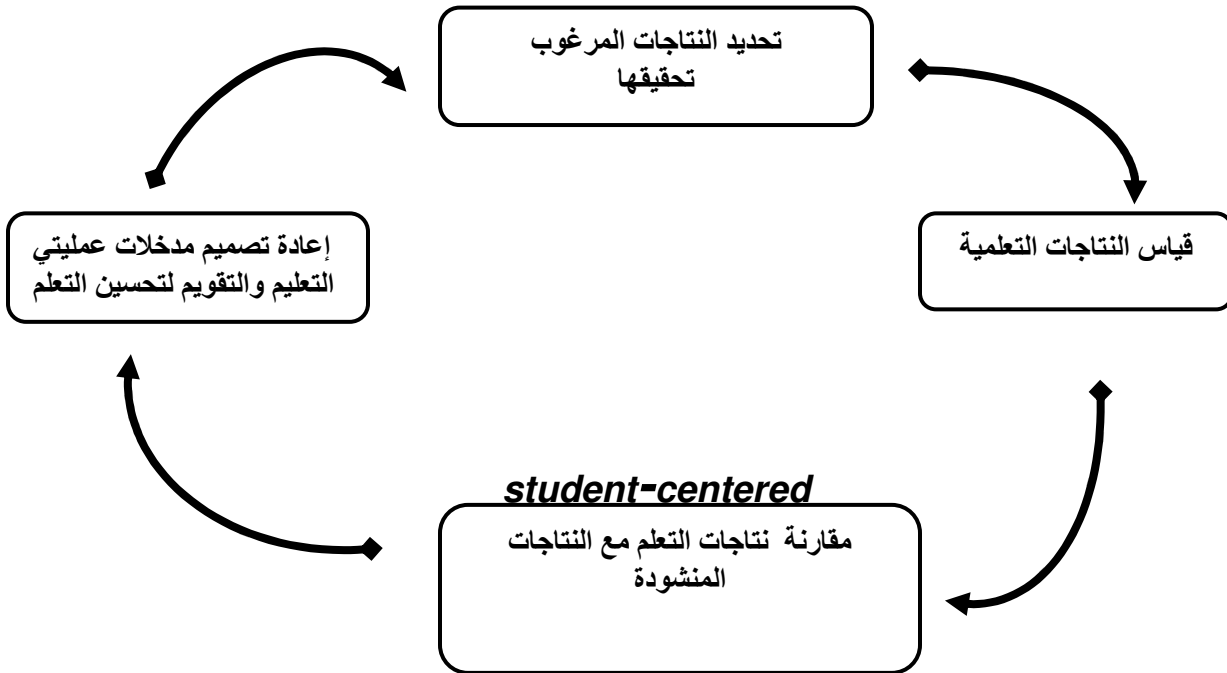 تحديد النتاجات المرغوب
تحقيقها
قياس النتاجات التعلمية
إعادة تصميم مدخلات عمليتي
التعليم والتقويم لتحسين التعلم
student-centered
مقارنة نتاجات التعلم مع النتاجات
المنشودة